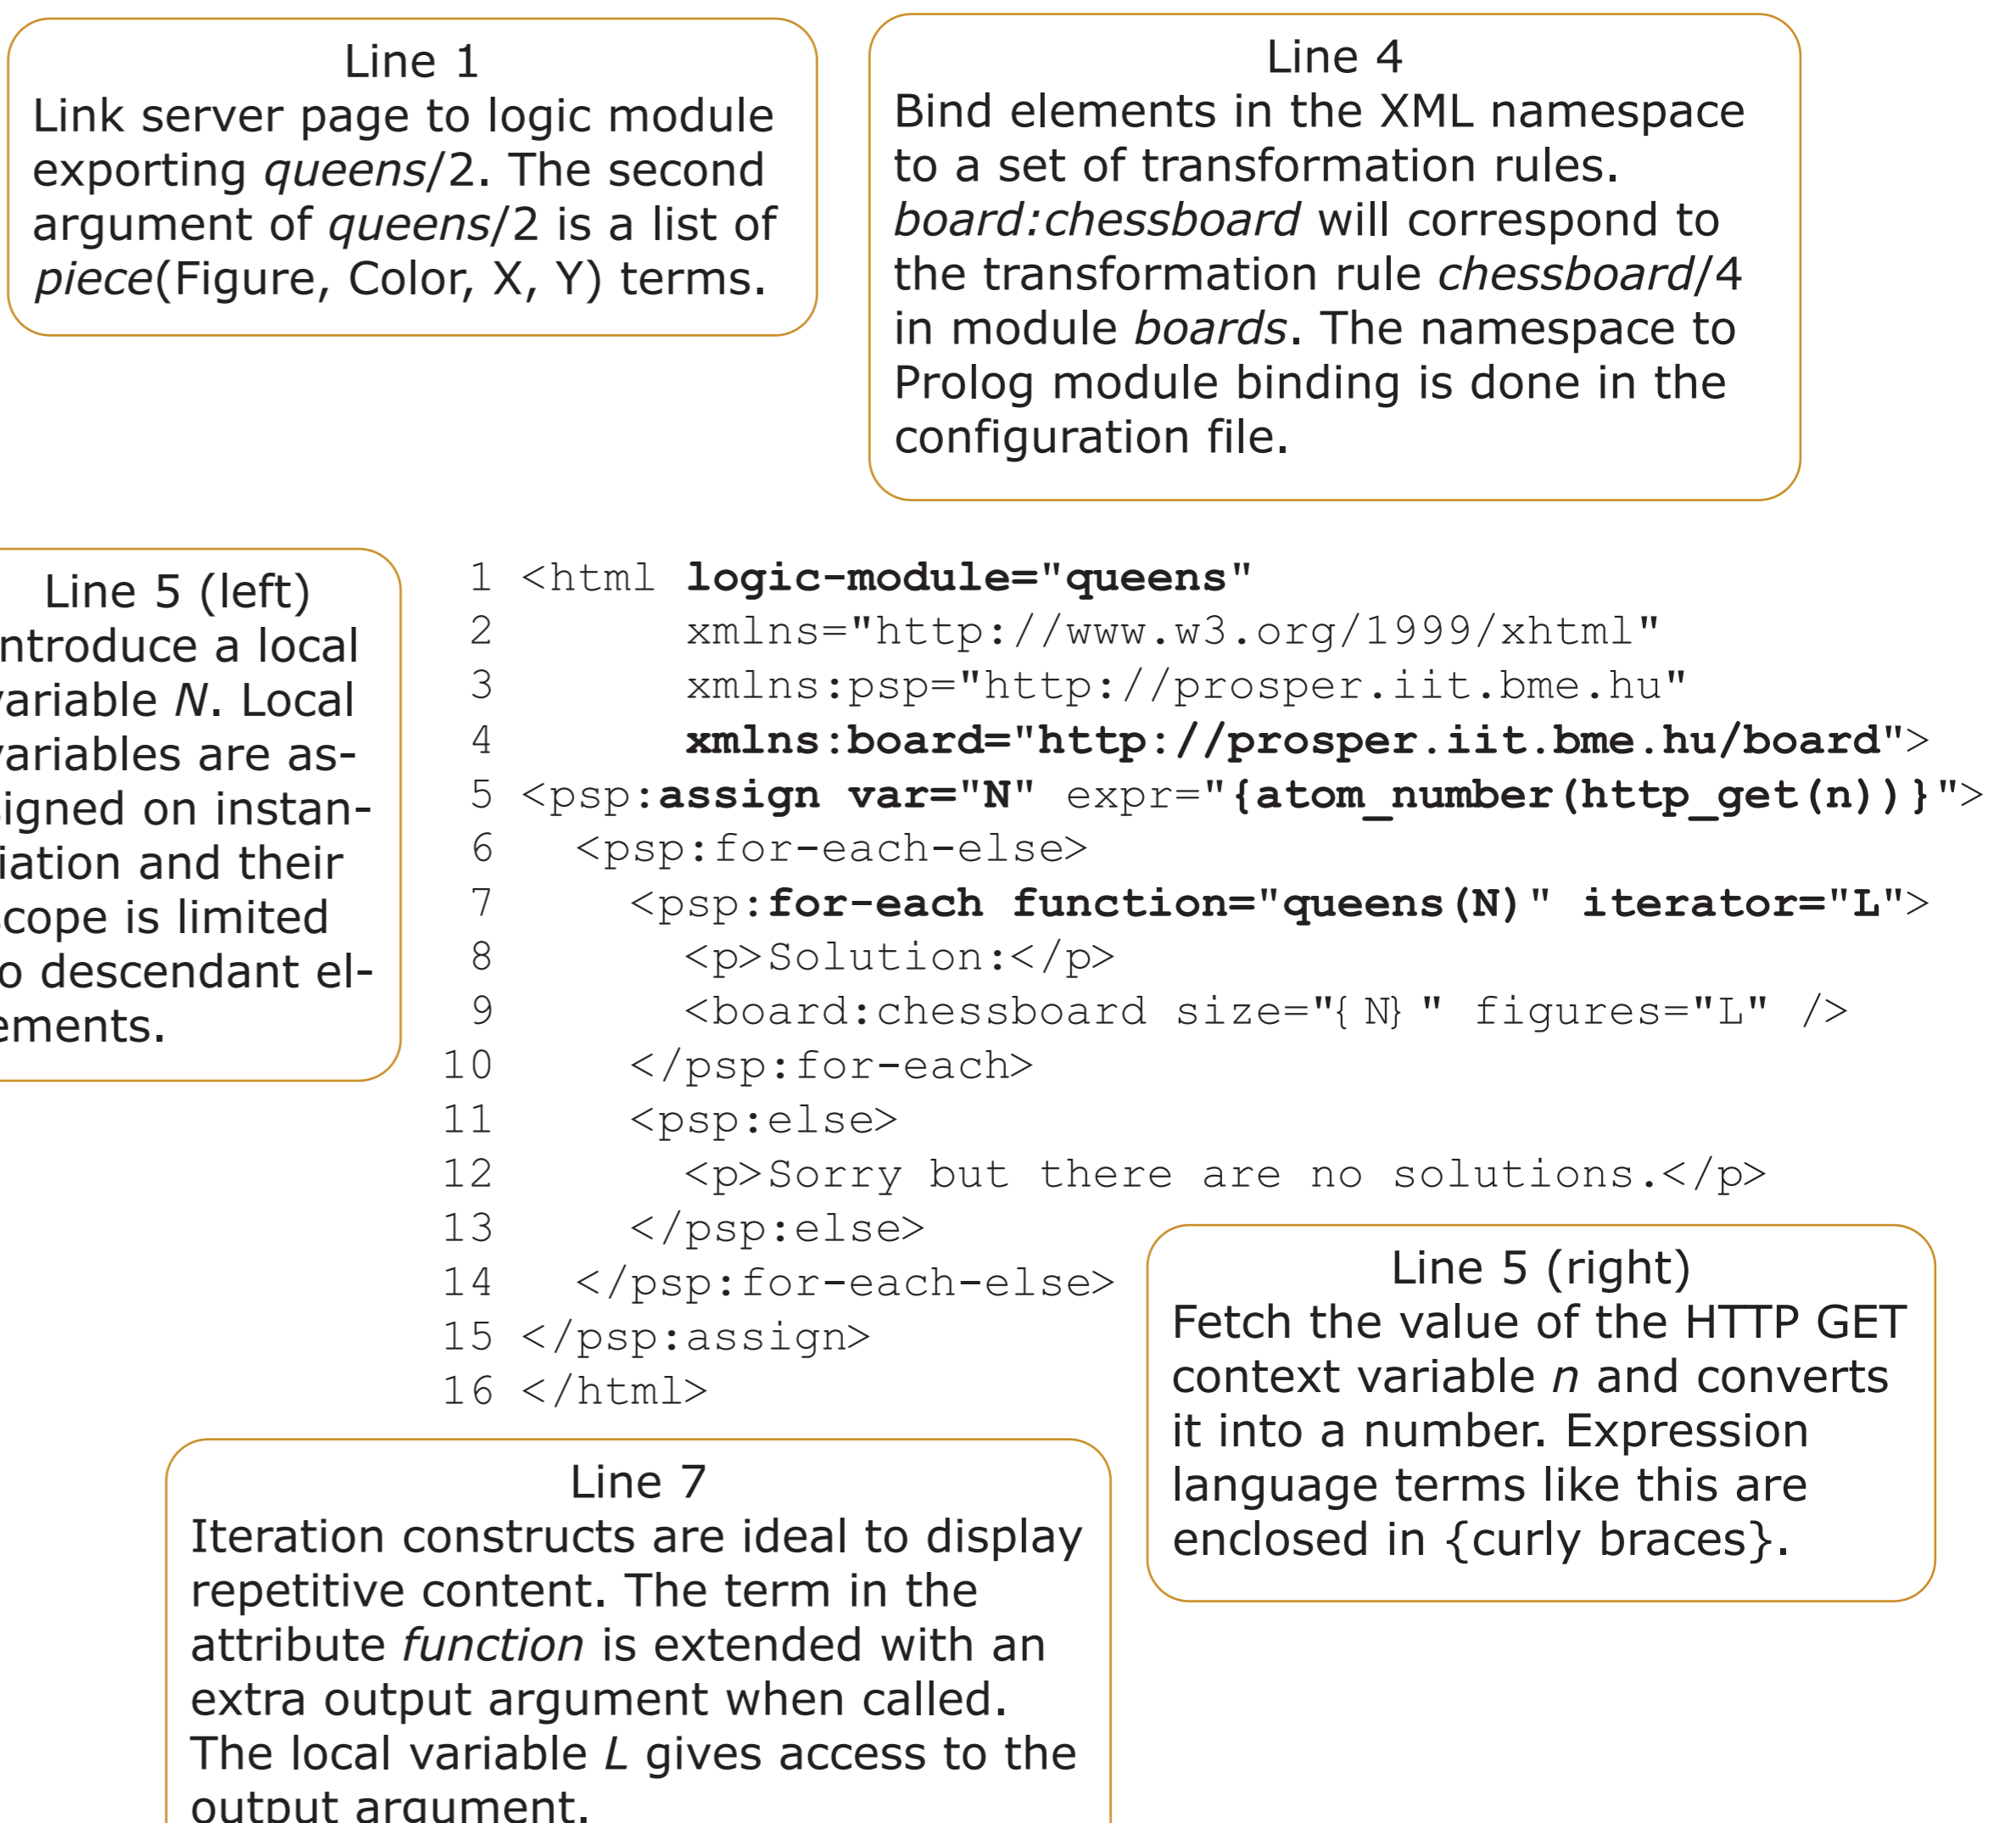 Line 1
Link server page to logic module
exporting queens/2. The second
argument of queens/2 is a list of
piece(Figure, Color, X, Y) terms.
Line 4
Bind elements in the XML namespace
to a set of transformation rules.
board:chessboard will correspond to
the transformation rule chessboard/4
in module boards. The namespace to
Prolog module binding is done in the
configuration file.
Line 5 (left)
ntroduce a local
variable N. Local
variables are as-
signed on instan-
iation and their
scope is limited
o descendant el-
ements.
1 <html logic-module="queens"
2 xmlns="http://www.w3.org/1999/xhtml"
3 xmlns:psp="http://prosper.iit.bme.hu"
4 xmlns:board="http://prosper.iit.bme.hu/board">
5 <psp:assign var="N" expr="{atom_number(http_get(n))}">
6 <psp:for-each-else>
7 <psp:for-each function="queens(N)" iterator="L">
8 <p>Solution:</p>
9 <board:chessboard size="{N}" figures="L" />
10 </psp:for-each>
11 <psp:else>
12 <p>Sorry but there are no solutions.</p>
13 </psp:else>
14 </psp:for-each-else>
15 </psp:assign>
16 </html>
Line 5 (right)
Fetch the value of the HTTP GET
context variable n and converts
it into a number. Expression
language terms like this are
enclosed in {curly braces}.
Line 7
Iteration constructs are ideal to display
repetitive content. The term in the
attribute function is extended with an
extra output argument when called.
The local variable L gives access to the
output argument.